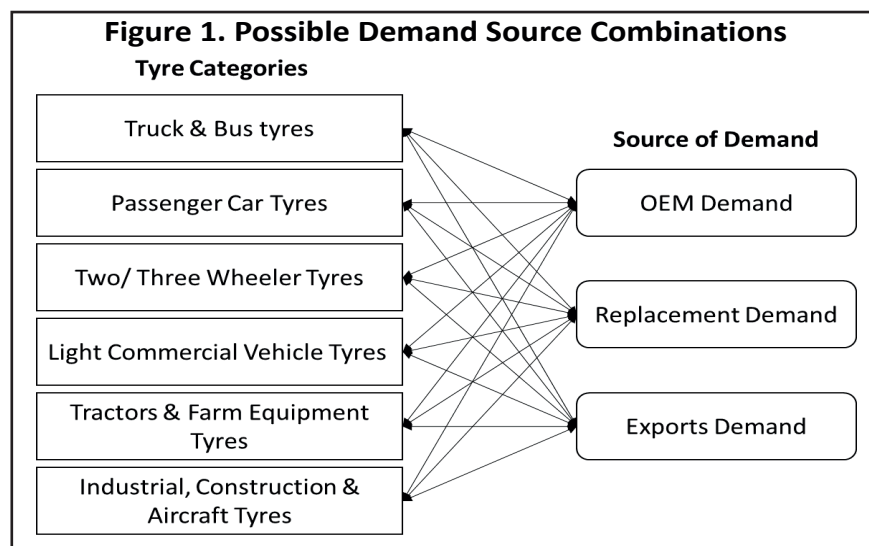 Figure 1. Possible Demand Source Combinations
Tyre Categories
Truck & Bus tyres
Passenger Car Tyres
Two/ Three Wheeler Tyres
Light Commercial Vehicle Tyres
Tractors & Farm Equipment
Tyres
Industrial, Construction &
Aircraft Tyres
Source of Demand
OEM Demand
Replacement Demand
Exports Demand